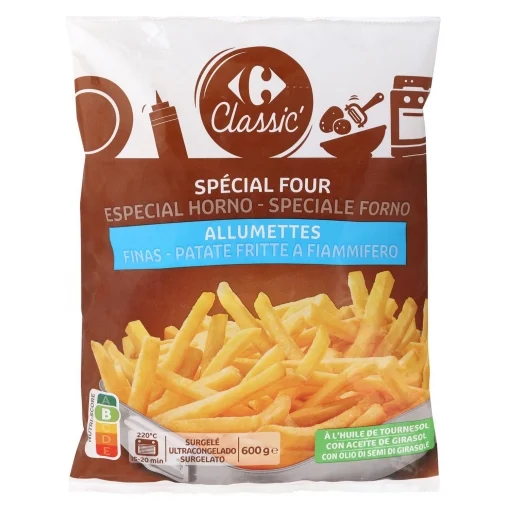 Classic'
SPÉCIAL FOUR
ESPECIAL HORNO - SPECIALE FORNO
ALLUMETTES
FINAS - PATATE FRITTE A FIAMMIFERO
NUTRI-SCORE
A
B
C
D
E
220°C
15-20 min
SURGELÉ
ULTRACONGELADO
SURGELATO
600g e
À L'HUILE DE TOURNESOL
CON ACEITE DE GIRASOL
CON OLIO DI SEMI DI GIRASOLE